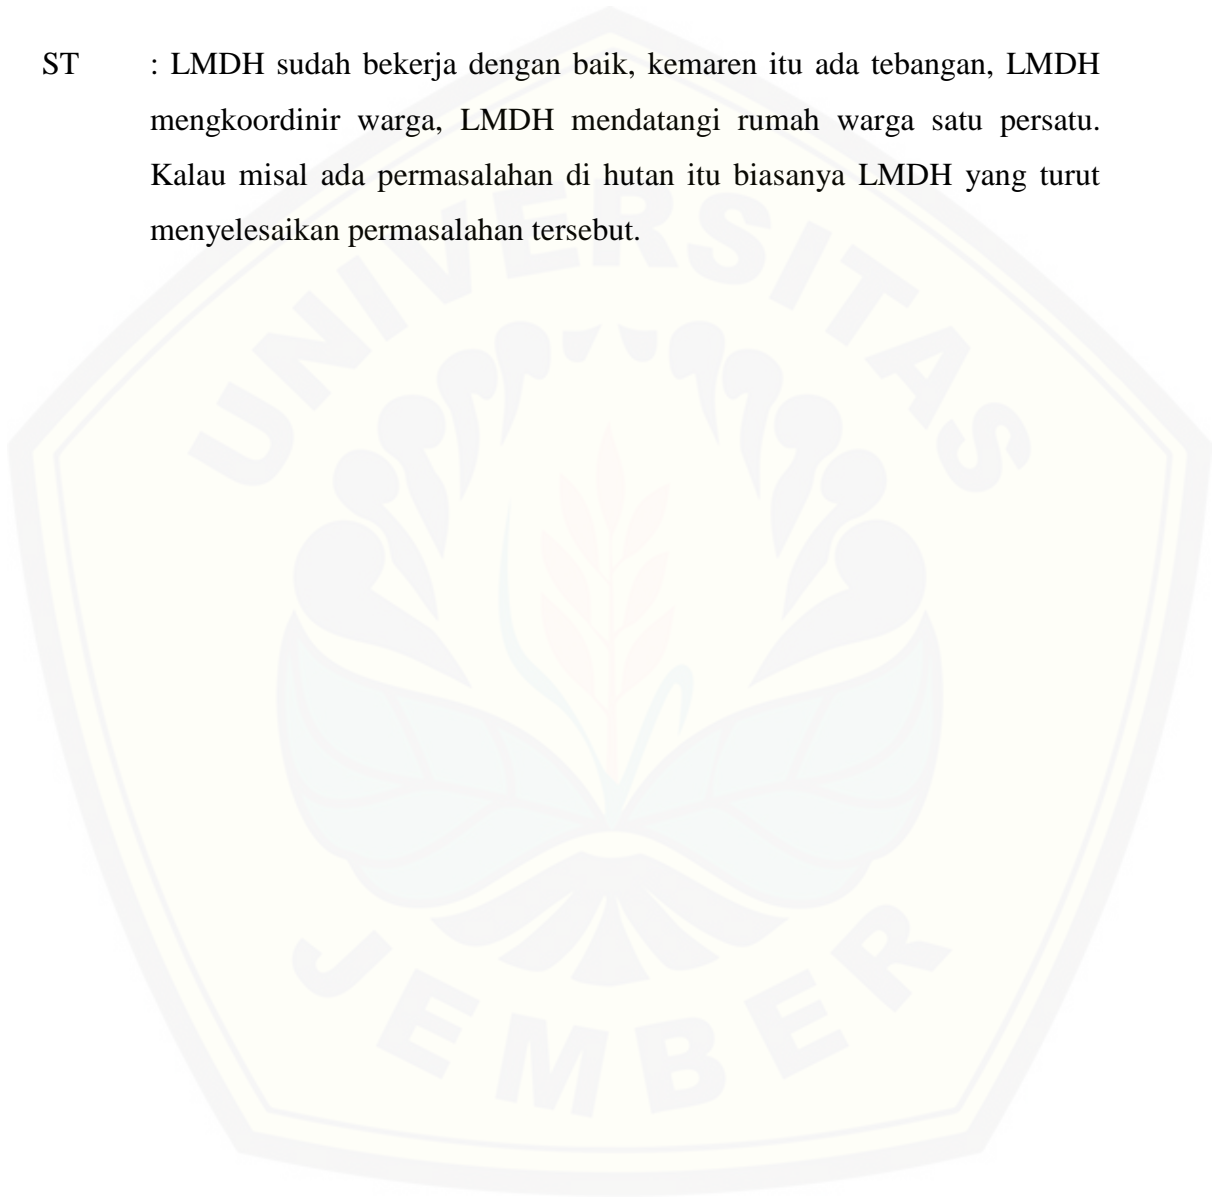 ST : LMDH sudah bekerja dengan baik, kemaren itu ada tebangan, LMDH
mengkoordinir warga, LMDH mendatangi rumah warga satu persatu.
Kalau misal ada permasalahan di hutan itu biasanya LMDH yang turut
menyelesaikan permasalahan tersebut.
UNIVERSITAS
JEMBER